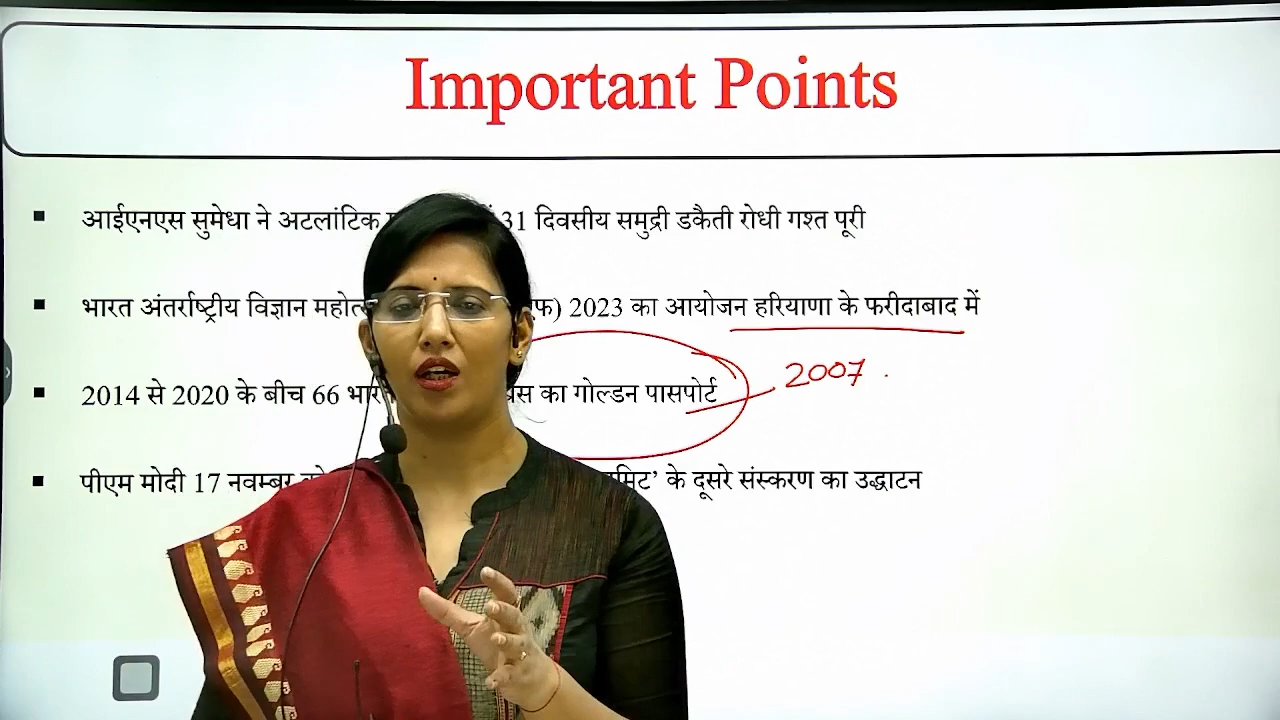 Important Points
▪ आईएनएस सुमेधा ने अटलांटिक 31 दिवसीय समुद्री डकैती रोधी गश्त पूरी
▪ भारत अंतर्राष्ट्रीय विज्ञान 2023 का आयोजन हरियाणा के फरीदाबाद में
▪ 2014 से 2020 के बीच 66 का गोल्डन पासपोर्ट
2007.
▪ पीएम मोदी 17 नवम्बर के दूसरे संस्करण का उद्घाटन